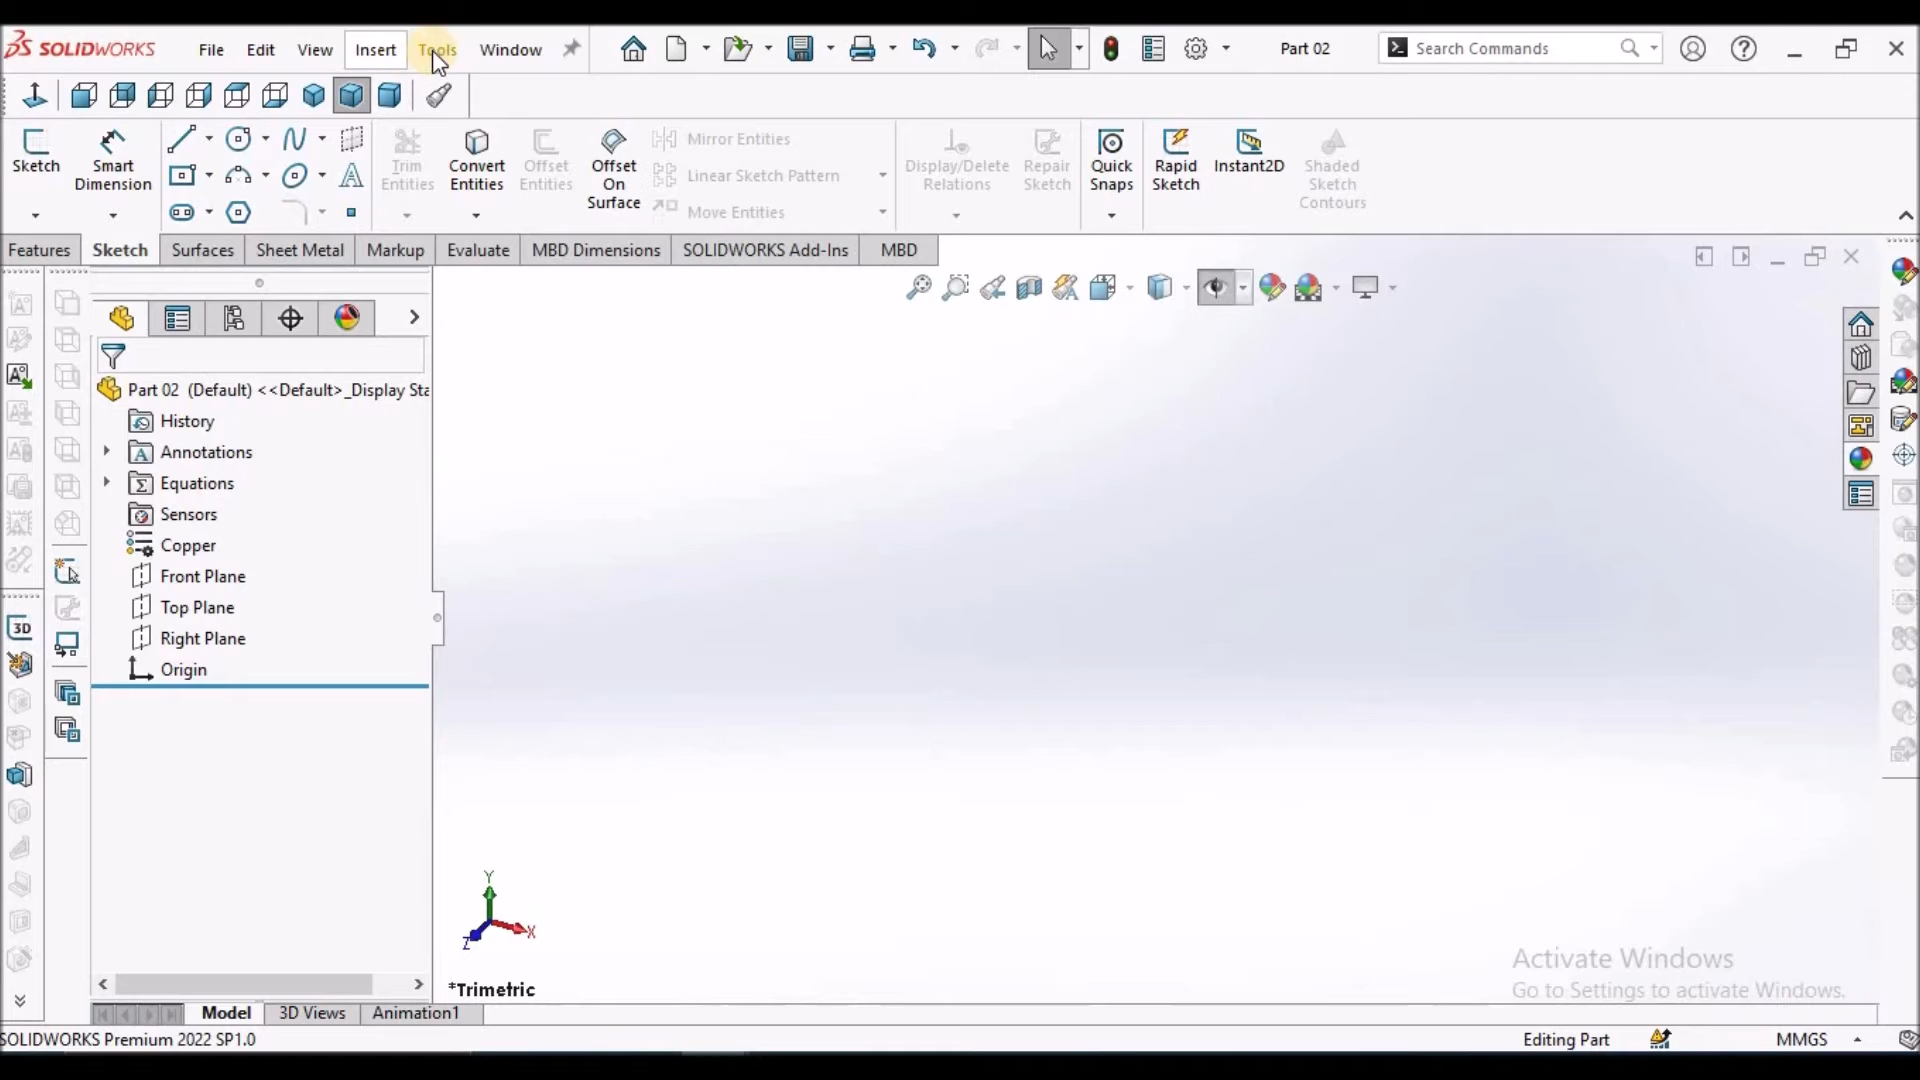 SOLIDWORKS File Edit View Insert Tools Window Part 02 Search Commands
Sketch Smart Dimension Trim Entities Convert Entities Offset Entities Offset On Surface Mirror Entities Linear Sketch Pattern Move Entities Display/Delete Relations Repair Sketch Quick Snaps Rapid Sketch Instant2D Shaded Sketch Contours
Features Sketch Surfaces Sheet Metal Markup Evaluate MBD Dimensions SOLIDWORKS Add-Ins MBD
Part 02 (Default) <<Default>_Display Sta
History
Annotations
Equations
Sensors
Copper
Front Plane
Top Plane
3D
Right Plane
Origin
Y
X
Z
Activate Windows
*Trimetric
Go to Settings to activate Windows.
Model 3D Views Animation1
SOLIDWORKS Premium 2022 SP1.0 Editing Part MMGS